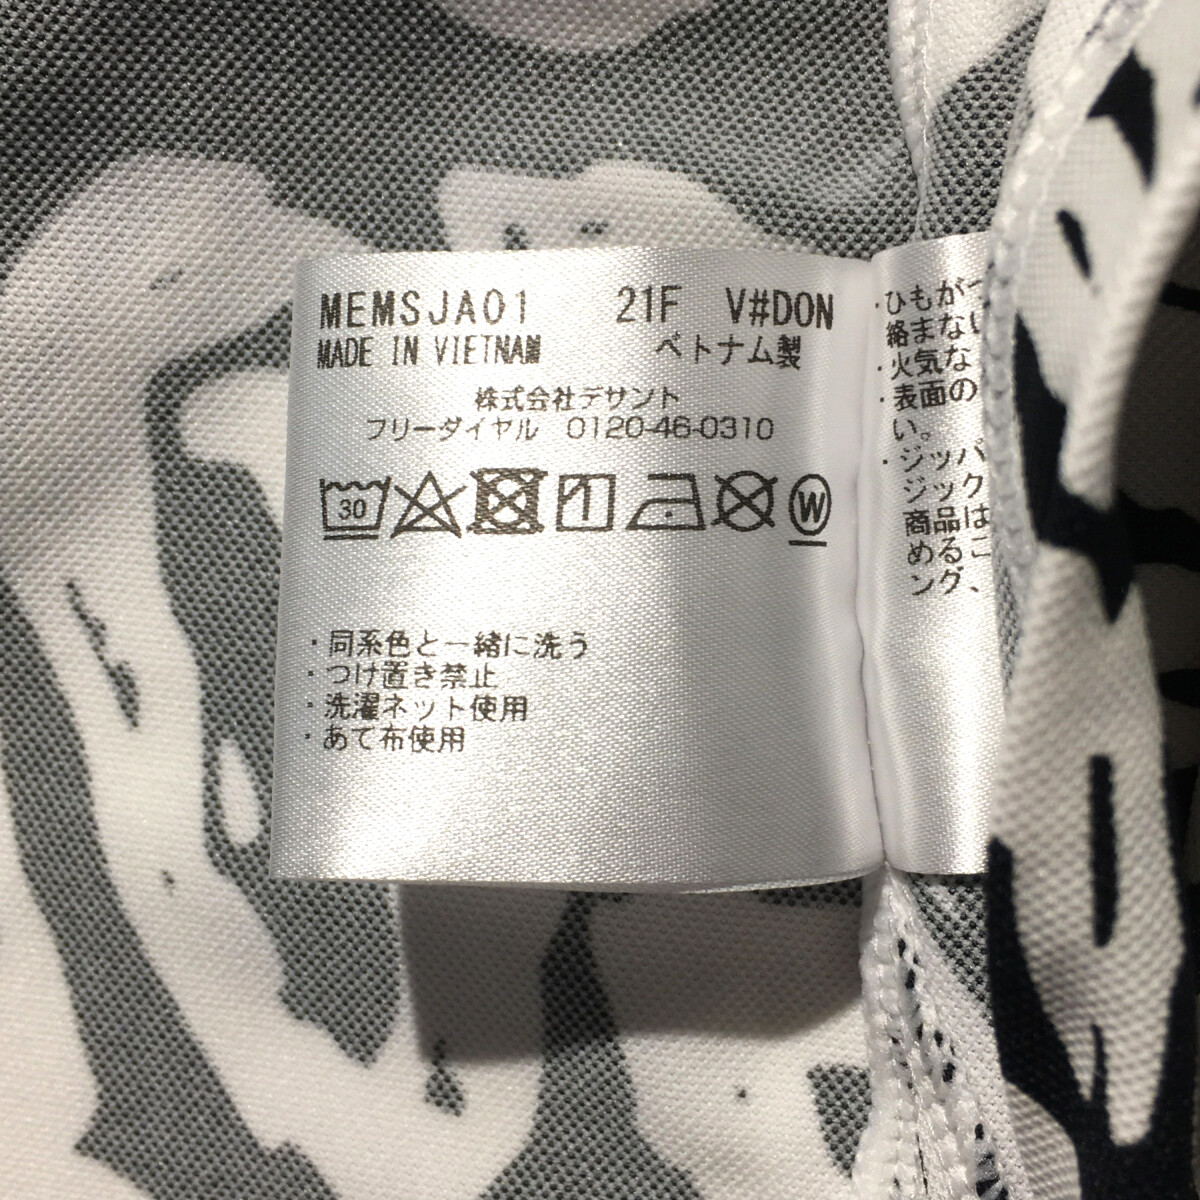 MEMSJA01 21F V#DON
MADE IN VIETNAM ベトナム製
株式会社デサント
フリーダイヤル 0120-46-0310
30 1 W
・同系色と一緒に洗う
・つけ置き禁止
・洗濯ネット使用
・あて布使用
・ひもがつ
絡まない
・火気な
・表面の
い。
・ジッパ
ジック
商品は
めるこ
ング、